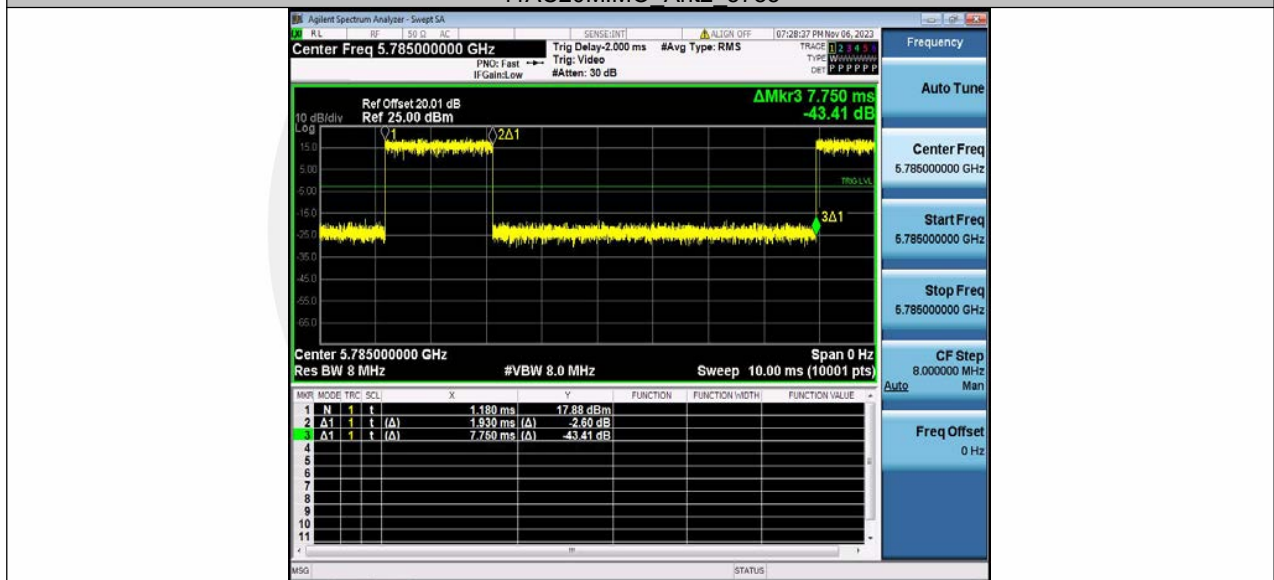 11AC20MIMO_Ant2_5785
Agilent Spectrum Analyzer - Swept SA
RL RF 50 Ω AC SENSE:INT ALIGN OFF 07:28:37 PM Nov 06, 2023
Center Freq 5.785000000 GHz
Trig Delay-2.000 ms #Avg Type: RMS
TRACE 1 2 3 4 5 6
PNO: Fast Trig: Video
TYPE WWWWWW
IFGain:Low #Atten: 30 dB
DET P P P P P P
Frequency
Auto Tune
ΔMkr3 7.750 ms
-43.41 dB
Ref Offset 20.01 dB
10 dB/div Ref 25.00 dBm
Log
1
2Δ1
15.0
5.00
TRIG LVL
-5.00
-15.0
3Δ1
-25.0
-35.0
-45.0
-55.0
-65.0
Center Freq
5.785000000 GHz
Start Freq
5.785000000 GHz
Stop Freq
5.785000000 GHz
Center 5.785000000 GHz Span 0 Hz
Res BW 8 MHz #VBW 8.0 MHz Sweep 10.00 ms (10001 pts)
CF Step
8.000000 MHz
Auto Man
Freq Offset
0 Hz
MKR MODE TRC SCL X Y FUNCTION FUNCTION WIDTH FUNCTION VALUE
1 N 1 t 1.180 ms 17.88 dBm
2 Δ1 1 t (Δ) 1.930 ms (Δ) -2.60 dB
3 Δ1 1 t (Δ) 7.750 ms (Δ) -43.41 dB
4
5
6
7
8
9
10
11
MSG STATUS